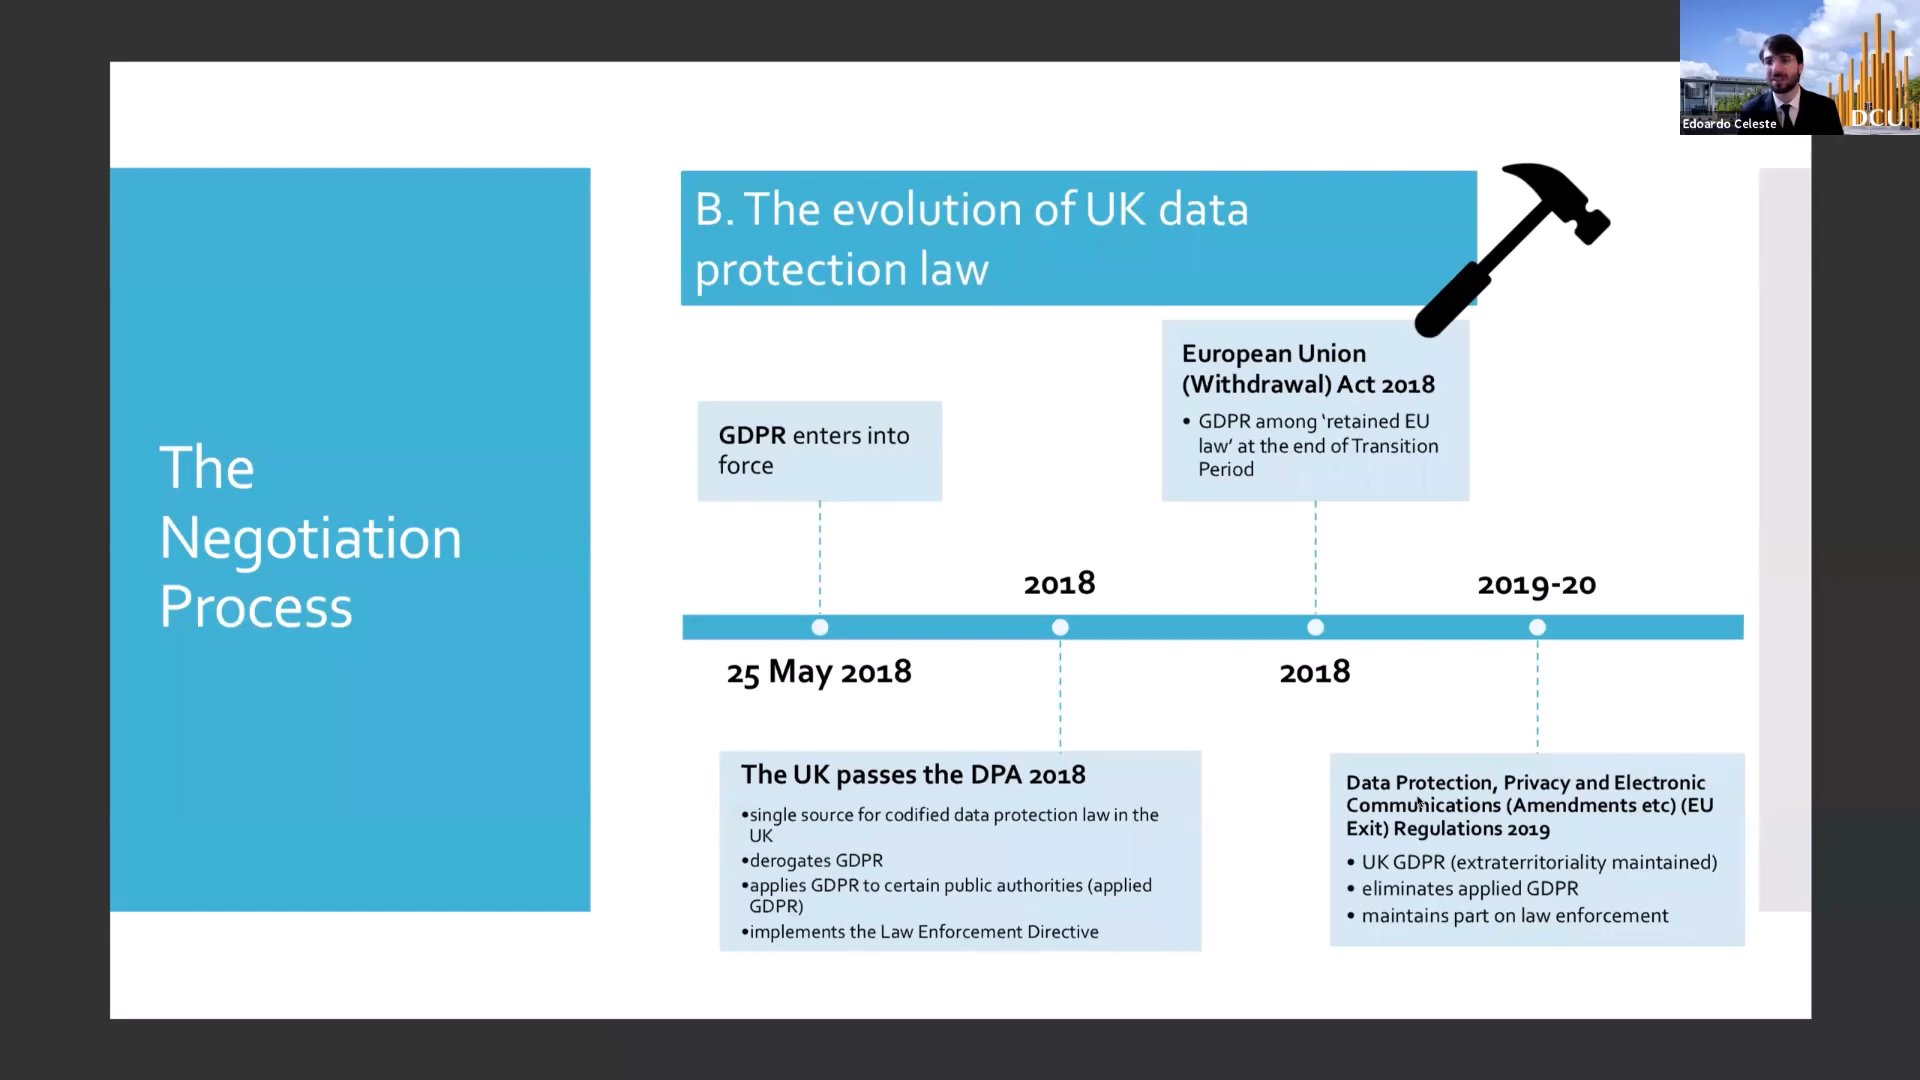 Edoardo Celeste
DCU
The
Negotiation
Process
B. The evolution of UK data
protection law
GDPR enters into
force
European Union
(Withdrawal) Act 2018
• GDPR among ‘retained EU
law’ at the end of Transition
Period
2018
2019-20
25 May 2018
2018
The UK passes the DPA 2018
•single source for codified data protection law in the
UK
•derogates GDPR
•applies GDPR to certain public authorities (applied
GDPR)
•implements the Law Enforcement Directive
Data Protection, Privacy and Electronic
Communications (Amendments etc) (EU
Exit) Regulations 2019
• UK GDPR (extraterritoriality maintained)
• eliminates applied GDPR
• maintains part on law enforcement